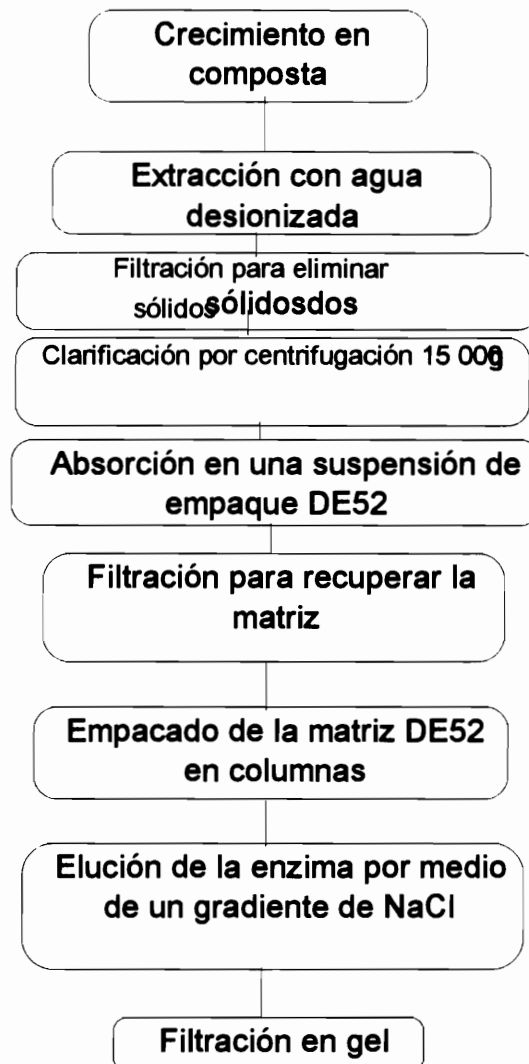 Crecimiento en
composta
Extracción con agua
desionizada
Filtración para eliminar
sólidos sólidosdos
Clarificación por centrifugación 15 000g
Absorción en una suspensión de
empaque DE52
Filtración para recuperar la
matriz
Empacado de la matriz DE52
en columnas
Elución de la enzima por medio
de un gradiente de NaCl
Filtración en gel